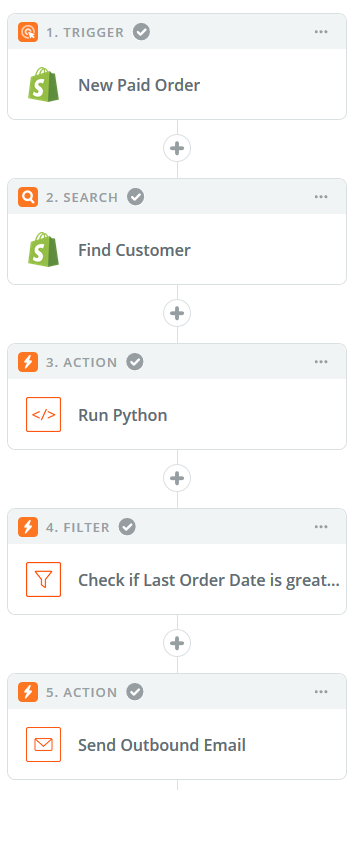 1. TRIGGER
New Paid Order
2. SEARCH
Find Customer
3. ACTION
</>
Run Python
4. FILTER
Check if Last Order Date is great...
5. ACTION
Send Outbound Email